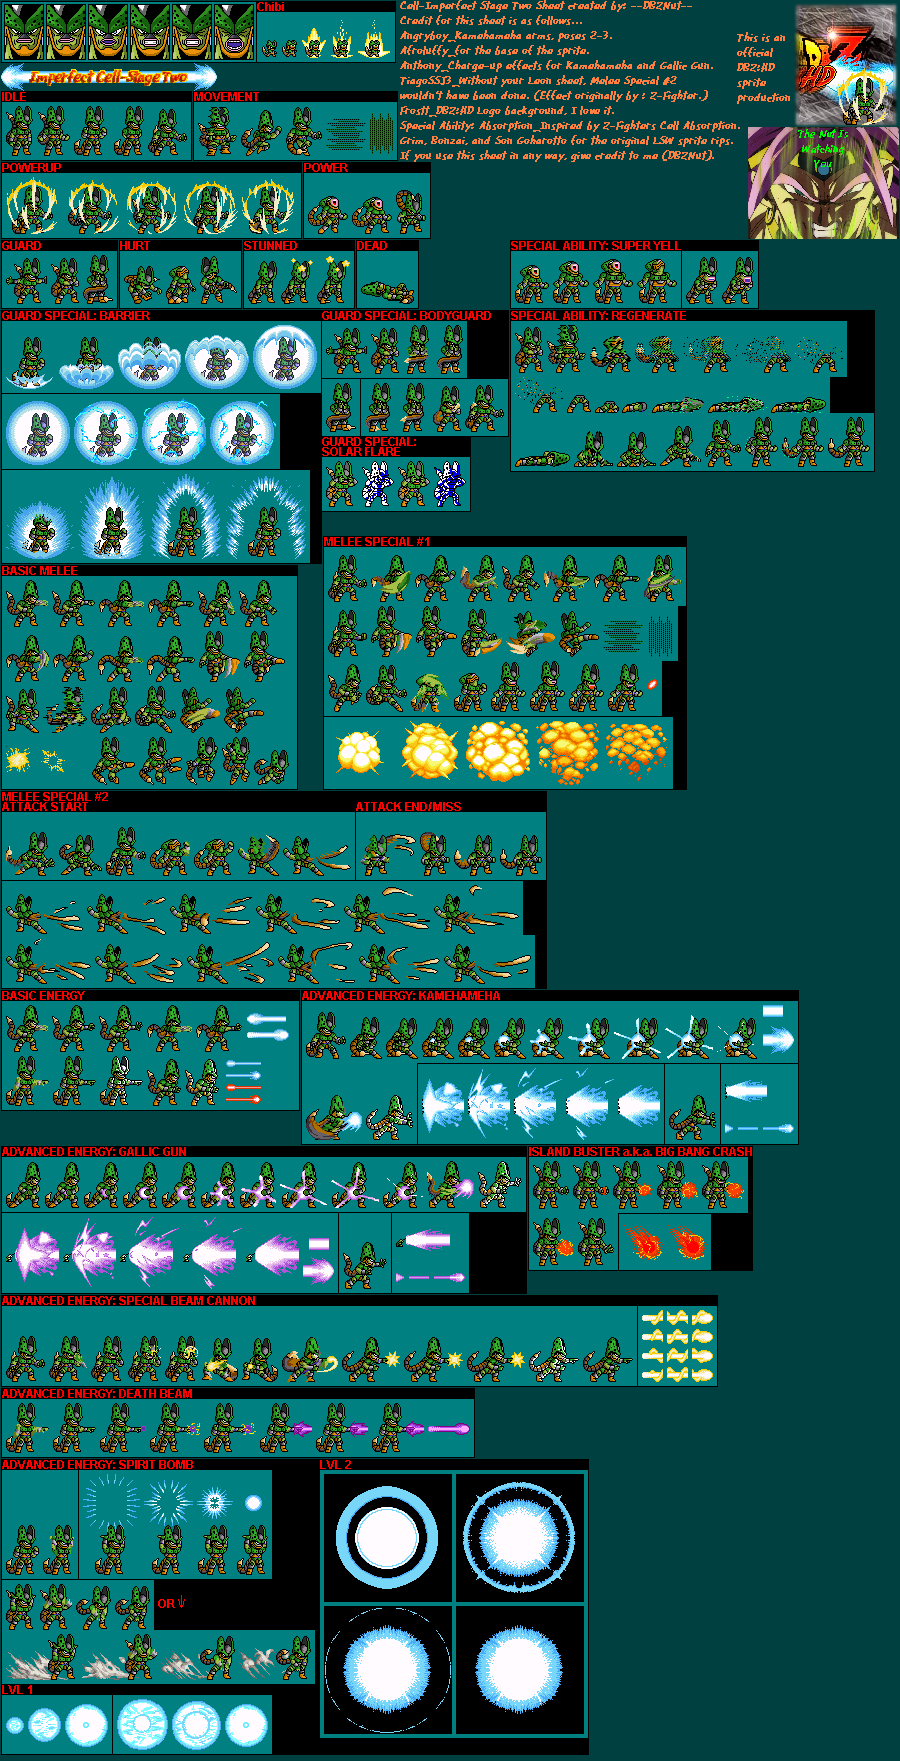 Chibi
Cell-Imperfect Stage Two Sheet created by: --DBZNut--
Credit for this sheet is as follows...
Angryboy_Kamehameha arms, poses 2-3.
Afroluffy_for the base of the sprite.
Anthony_Charge-up effects for Kamehameha and Gallic Gun.
TiagoSSJ3_Without your Leon sheet, Melee Special #2
wouldn't have been done. (Effect originally by : Z-Fighter.)
Frost_DBZ:HD Logo background, I love it.
Special Ability: Absorption_Inspired by Z-Fighters Cell Absorption.
Grim, Bonzai, and Son Goharotto for the original LSW sprite rips.
If you use this sheet in any way, give credit to me (DBZNut).
This is an
official
DBZ:HD
sprite
production
DBZ
HD
The Nut Is
Watching
You
Imperfect Cell-Stage Two
IDLE
MOVEMENT
POWERUP
POWER
GUARD
HURT
STUNNED
DEAD
SPECIAL ABILITY: SUPER YELL
GUARD SPECIAL: BARRIER
GUARD SPECIAL: BODYGUARD
SPECIAL ABILITY: REGENERATE
GUARD SPECIAL:
SOLAR FLARE
MELEE SPECIAL #1
BASIC MELEE
MELEE SPECIAL #2
ATTACK START
ATTACK END/MISS
BASIC ENERGY
ADVANCED ENERGY: KAMEHAMEHA
ADVANCED ENERGY: GALLIC GUN
ISLAND BUSTER a.k.a. BIG BANG CRASH
ADVANCED ENERGY: SPECIAL BEAM CANNON
ADVANCED ENERGY: DEATH BEAM
ADVANCED ENERGY: SPIRIT BOMB
LVL 2
OR
LVL 1